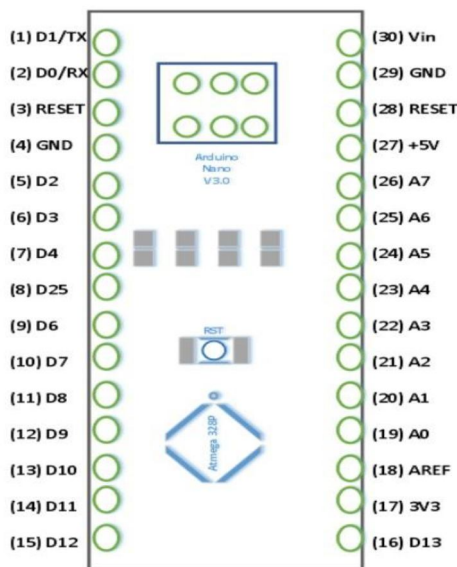 (1) D1/TX
(2) D0/RX
(3) RESET
(4) GND
(5) D2
(6) D3
(7) D4
(8) D25
(9) D6
(10) D7
(11) D8
(12) D9
(13) D10
(14) D11
(15) D12
Arduino
Nano
V3.0
RST
Atmega 328P
(30) Vin
(29) GND
(28) RESET
(27) +5V
(26) A7
(25) A6
(24) A5
(23) A4
(22) A3
(21) A2
(20) A1
(19) A0
(18) AREF
(17) 3V3
(16) D13